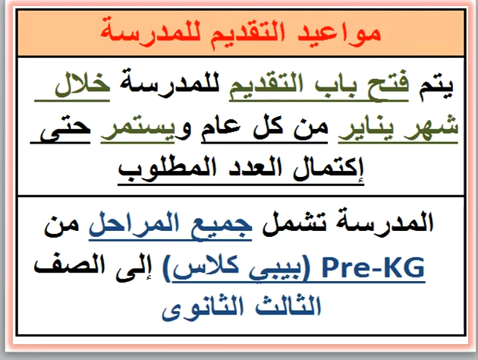 مواعيد التقديم للمدرسة
يتم فتح باب التقديم للمدرسة خلال
شهر يناير من كل عام ويستمر حتى
إكتمال العدد المطلوب
المدرسة تشمل جميع المراحل من
Pre-KG (بيبي كلاس) إلى الصف
الثالث الثانوى